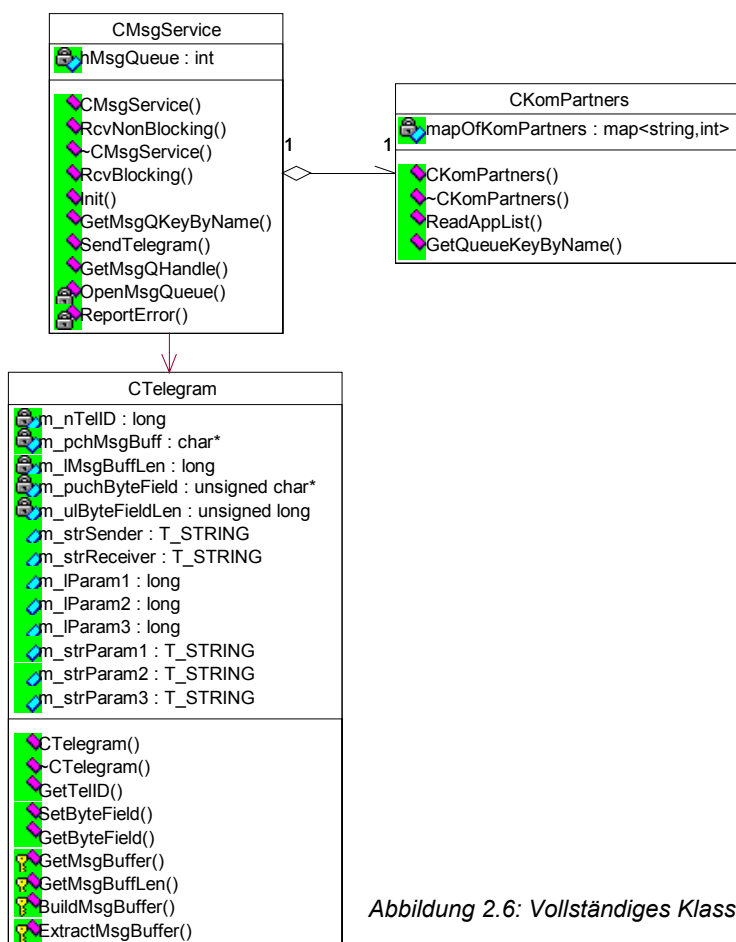 CMsgService
hMsgQueue : int
CMsgService()
RcvNonBlocking()
~CMsgService()
RcvBlocking()
Init()
GetMsgQKeyByName()
SendTelegram()
GetMsgQHandle()
OpenMsgQueue()
ReportError()
1
1
CKomPartners
mapOfKomPartners : map<string,int>
CKomPartners()
~CKomPartners()
ReadAppList()
GetQueueKeyByName()
CTelegram
m_nTelID : long
m_pchMsgBuff : char*
m_lMsgBuffLen : long
m_puchByteField : unsigned char*
m_ulByteFieldLen : unsigned long
m_strSender : T_STRING
m_strReceiver : T_STRING
m_lParam1 : long
m_lParam2 : long
m_lParam3 : long
m_strParam1 : T_STRING
m_strParam2 : T_STRING
m_strParam3 : T_STRING
CTelegram()
~CTelegram()
GetTelID()
SetByteField()
GetByteField()
GetMsgBuffer()
GetMsgBuffLen()
BuildMsgBuffer()
ExtractMsgBuffer()
Abbildung 2.6: Vollständiges Klass